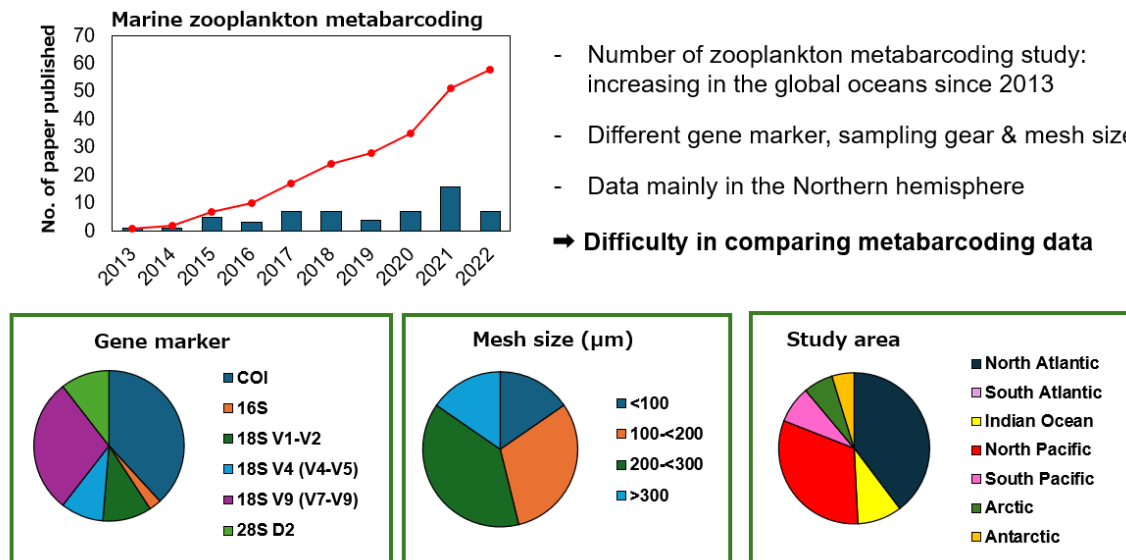 Marine zooplankton metabarcoding
No. of paper published
70
60
50
40
30
20
10
0
2013
2014
2015
2016
2017
2018
2019
2020
2021
2022
- Number of zooplankton metabarcoding study:
increasing in the global oceans since 2013
- Different gene marker, sampling gear & mesh size
- Data mainly in the Northern hemisphere
➡ Difficulty in comparing metabarcoding data
Gene marker
COI
16S
18S V1-V2
18S V4 (V4-V5)
18S V9 (V7-V9)
28S D2
Mesh size (µm)
<100
100-<200
200-<300
>300
Study area
North Atlantic
South Atlantic
Indian Ocean
North Pacific
South Pacific
Arctic
Antarctic